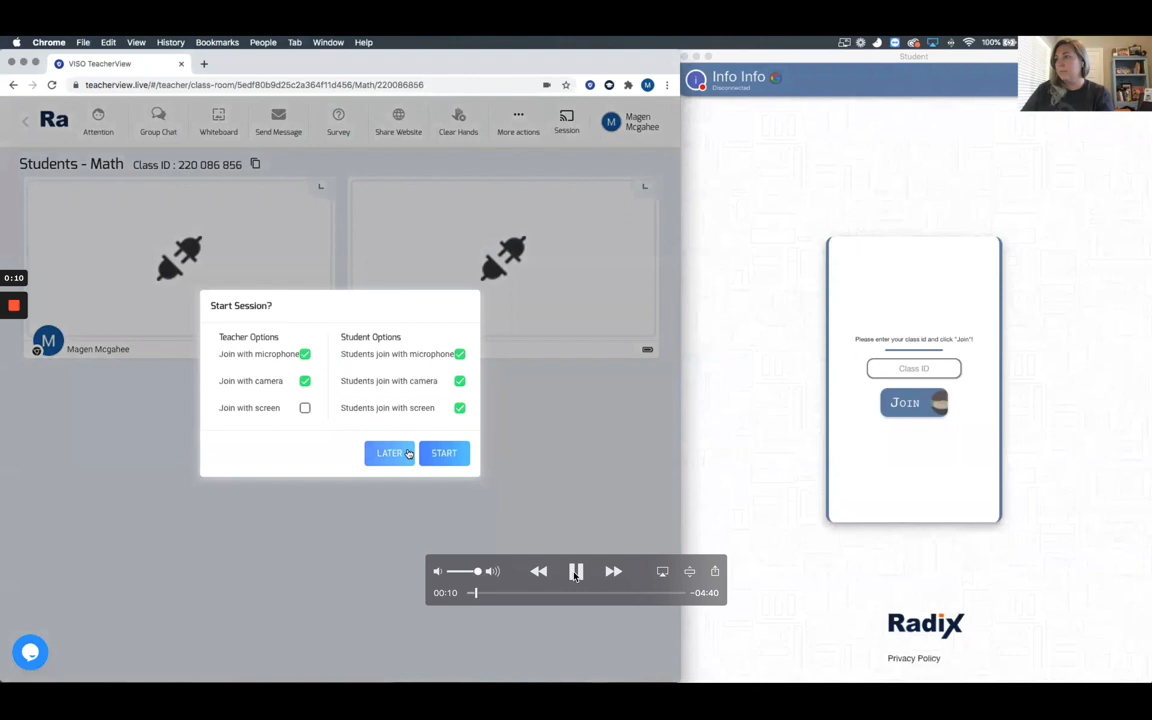 Chrome File Edit View History Bookmarks People Tab Window Help
100%
VISO TeacherView
teacherview.live/#/teacher/class-room/5edf80b9d25c2a364f11d456/Math/220086856
M
Student
i Info Info
Disconnected
Ra
Attention
Group Chat
Whiteboard
Send Message
Survey
Share Website
Clear Hands
More actions
Session
M
Magen
Mcgahee
Students - Math Class ID : 220 086 856
0:10
M Magen Mcgahee
Start Session?
Teacher Options
Join with microphone
Join with camera
Join with screen
Student Options
Students join with microphone
Students join with camera
Students join with screen
LATER START
Please enter your class id and click "Join"!
Class ID
JOIN
00:10 -04:40
Radix
Privacy Policy